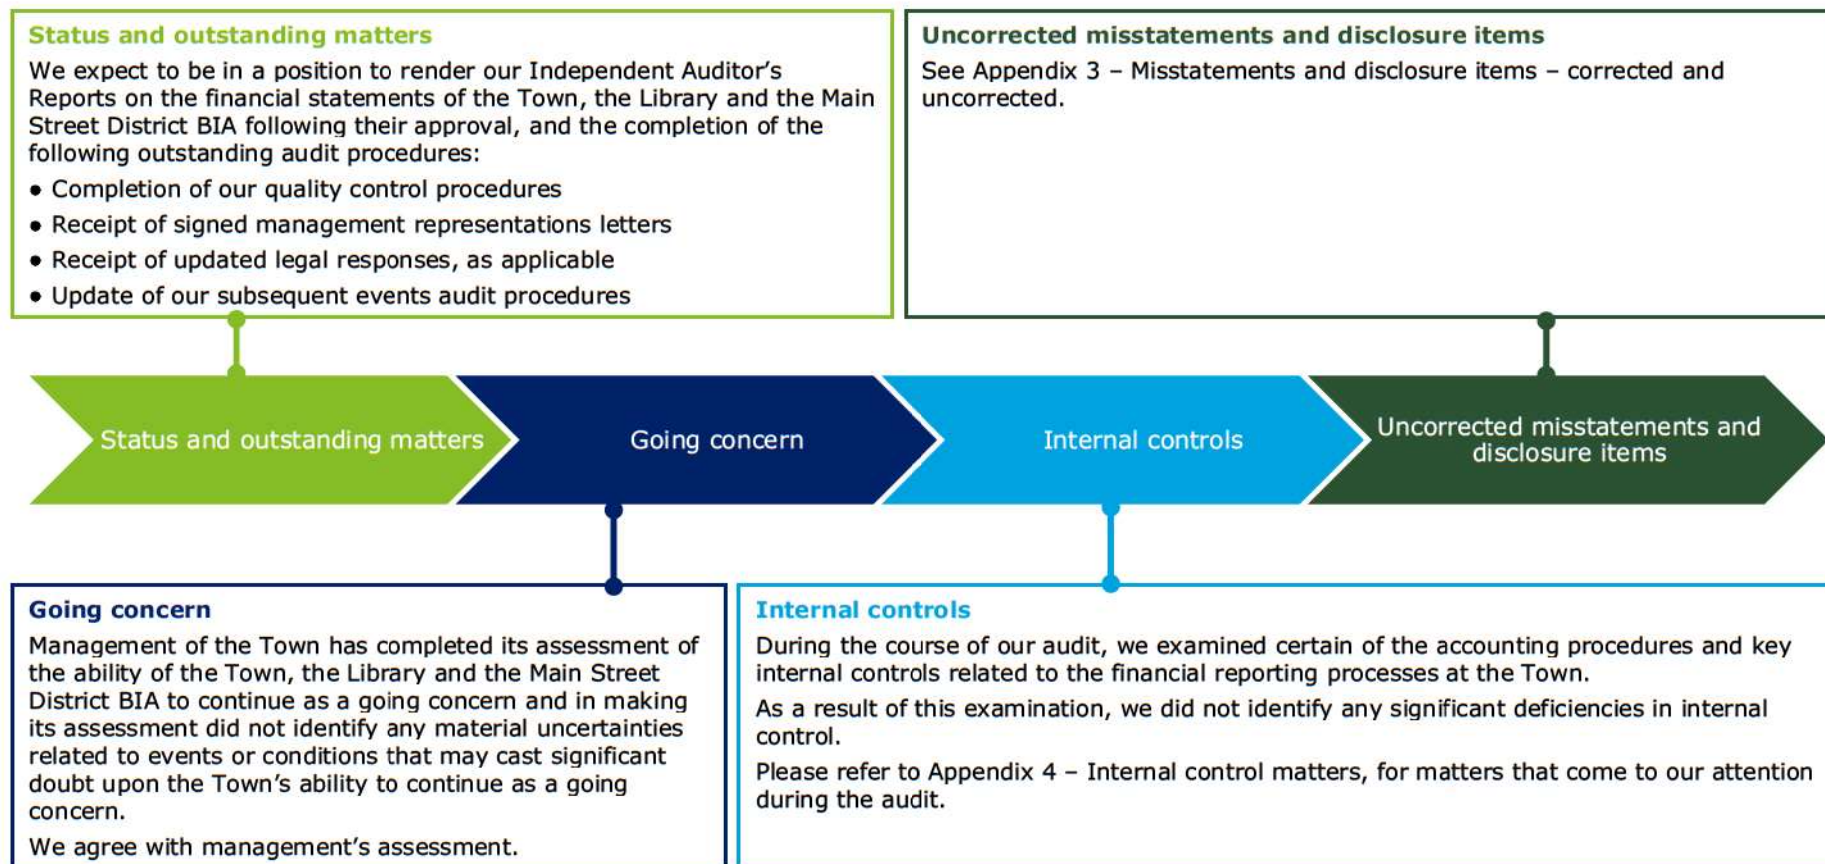 Status and outstanding matters
We expect to be in a position to render our Independent Auditor's
Reports on the financial statements of the Town, the Library and the Main
Street District BIA following their approval, and the completion of the
following outstanding audit procedures:
● Completion of our quality control procedures
● Receipt of signed management representations letters
● Receipt of updated legal responses, as applicable
● Update of our subsequent events audit procedures
Uncorrected misstatements and disclosure items
See Appendix 3 – Misstatements and disclosure items – corrected and
uncorrected.
Status and outstanding matters
Going concern
Internal controls
Uncorrected misstatements and
disclosure items
Going concern
Management of the Town has completed its assessment of
the ability of the Town, the Library and the Main Street
District BIA to continue as a going concern and in making
its assessment did not identify any material uncertainties
related to events or conditions that may cast significant
doubt upon the Town's ability to continue as a going
concern.
We agree with management's assessment.
Internal controls
During the course of our audit, we examined certain of the accounting procedures and key
internal controls related to the financial reporting processes at the Town.
As a result of this examination, we did not identify any significant deficiencies in internal
control.
Please refer to Appendix 4 – Internal control matters, for matters that come to our attention
during the audit.